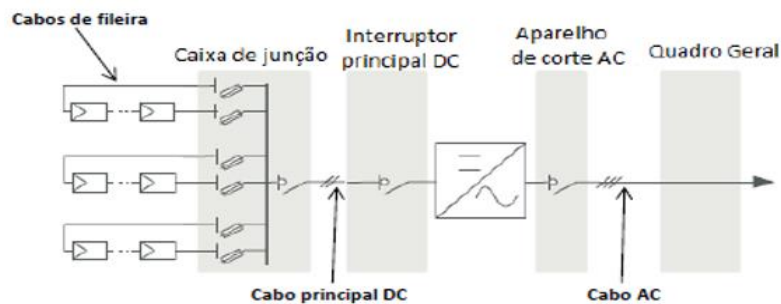 Cabos de fileira
Caixa de junção
Interruptor
principal DC
Aparelho
de corte AC
Quadro Geral
Cabo principal DC
Cabo AC